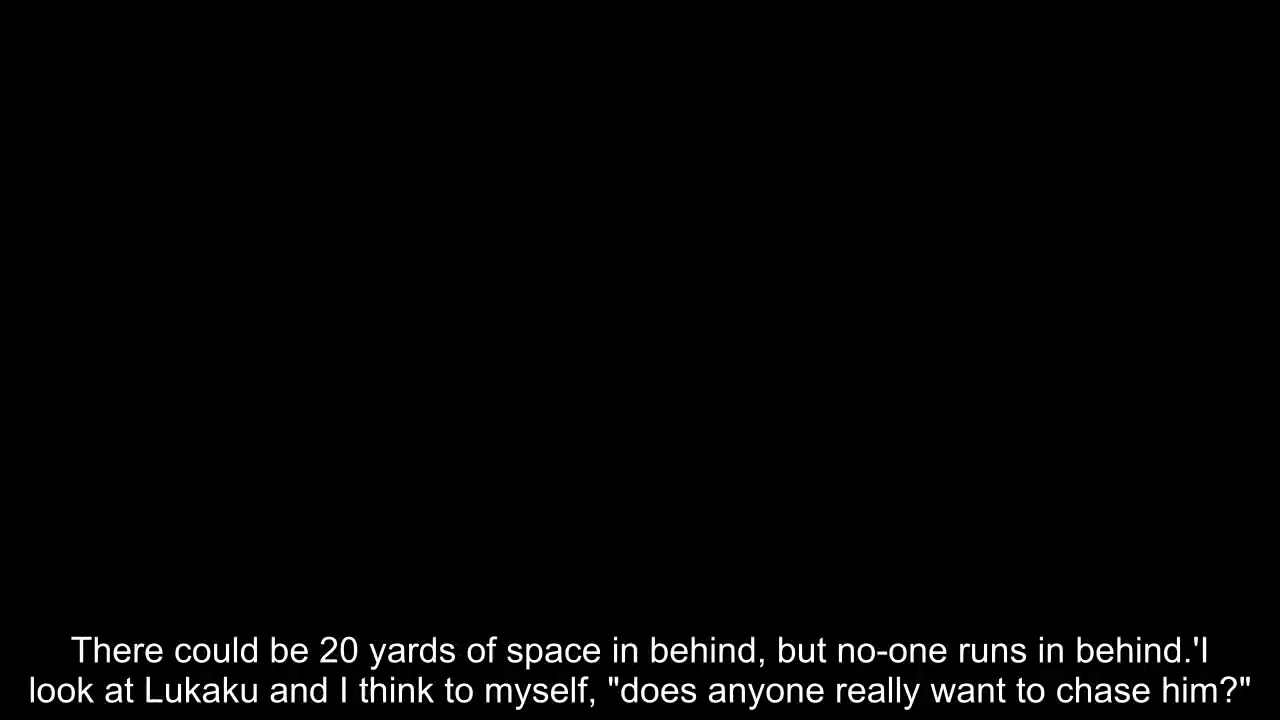 There could be 20 yards of space in behind, but no-one runs in behind.'I
look at Lukaku and I think to myself, "does anyone really want to chase him?"